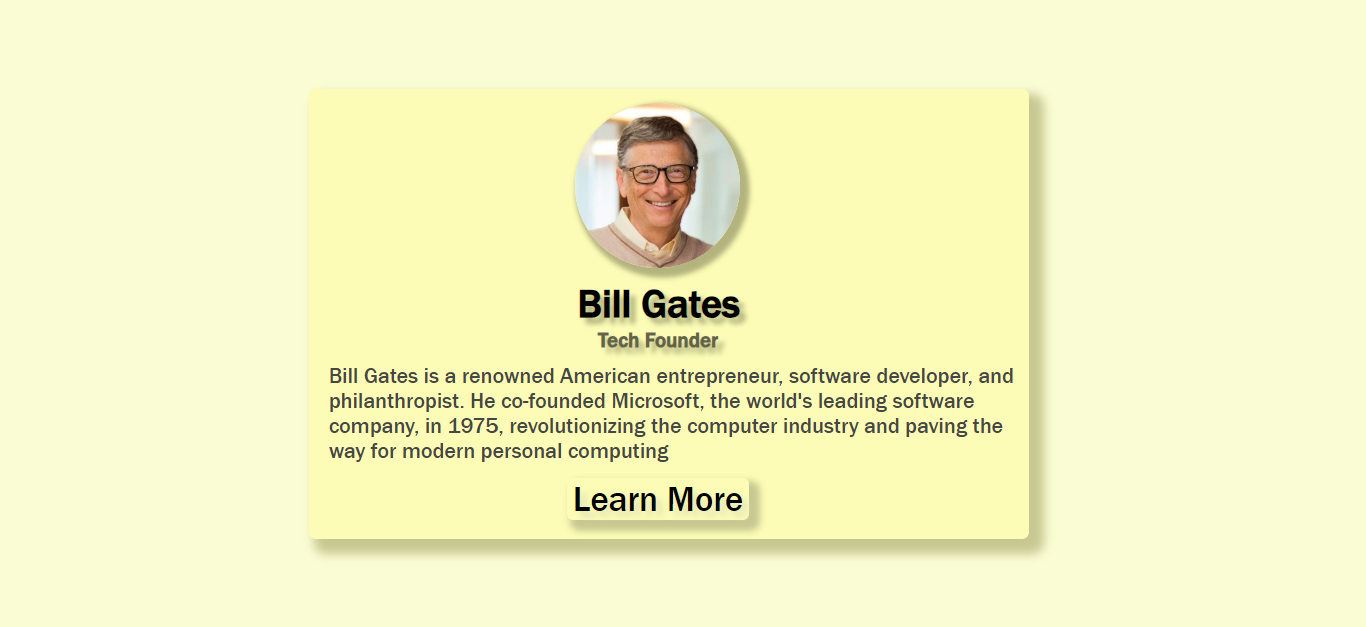 Bill Gates
Tech Founder
Bill Gates is a renowned American entrepreneur, software developer, and
philanthropist. He co-founded Microsoft, the world's leading software
company, in 1975, revolutionizing the computer industry and paving the
way for modern personal computing
Learn More